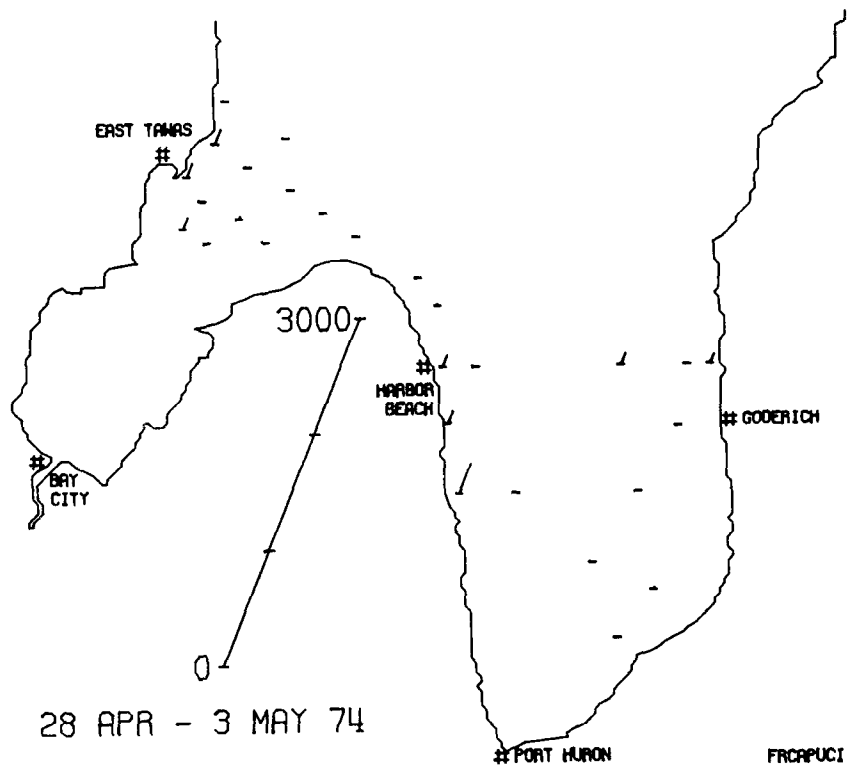 EAST TAWAS
#
3000
#
HARBOR
BEACH
# GODERICH
#
BAY
CITY
0
28 APR - 3 MAY 74
# PORT HURON
FRCAPUCI